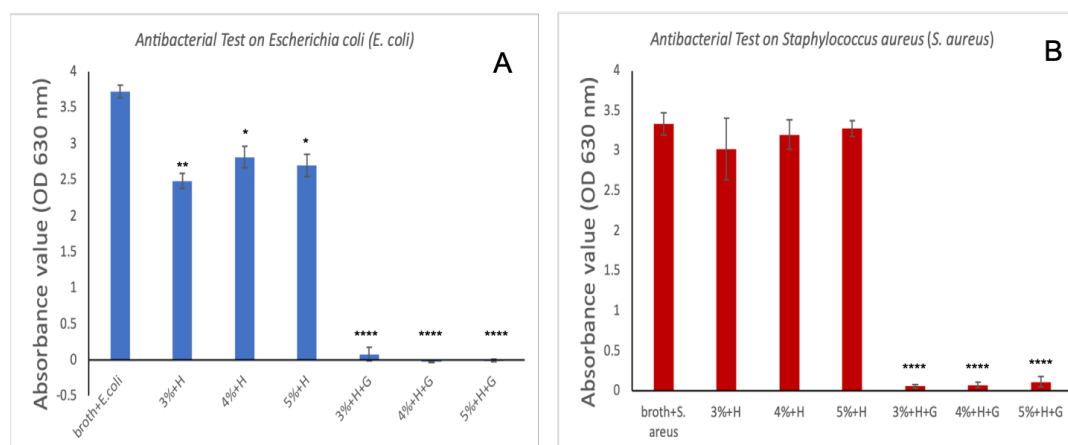 Antibacterial Test on Escherichia coli (E. coli)
A
Absorbance value (OD 630 nm)
4
3.5
3
2.5
2
1.5
1
0.5
0
-0.5
**
*
*
****
****
****
broth+E.coli
3%+H
4%+H
5%+H
3%+H+G
4%+H+G
5%+H+G
Antibacterial Test on Staphylococcus aureus (S. aureus)
B
Absorbance value (OD 630 nm)
4
3.5
3
2.5
2
1.5
1
0.5
0
****
****
****
broth+S.
areus
3%+H
4%+H
5%+H
3%+H+G
4%+H+G
5%+H+G